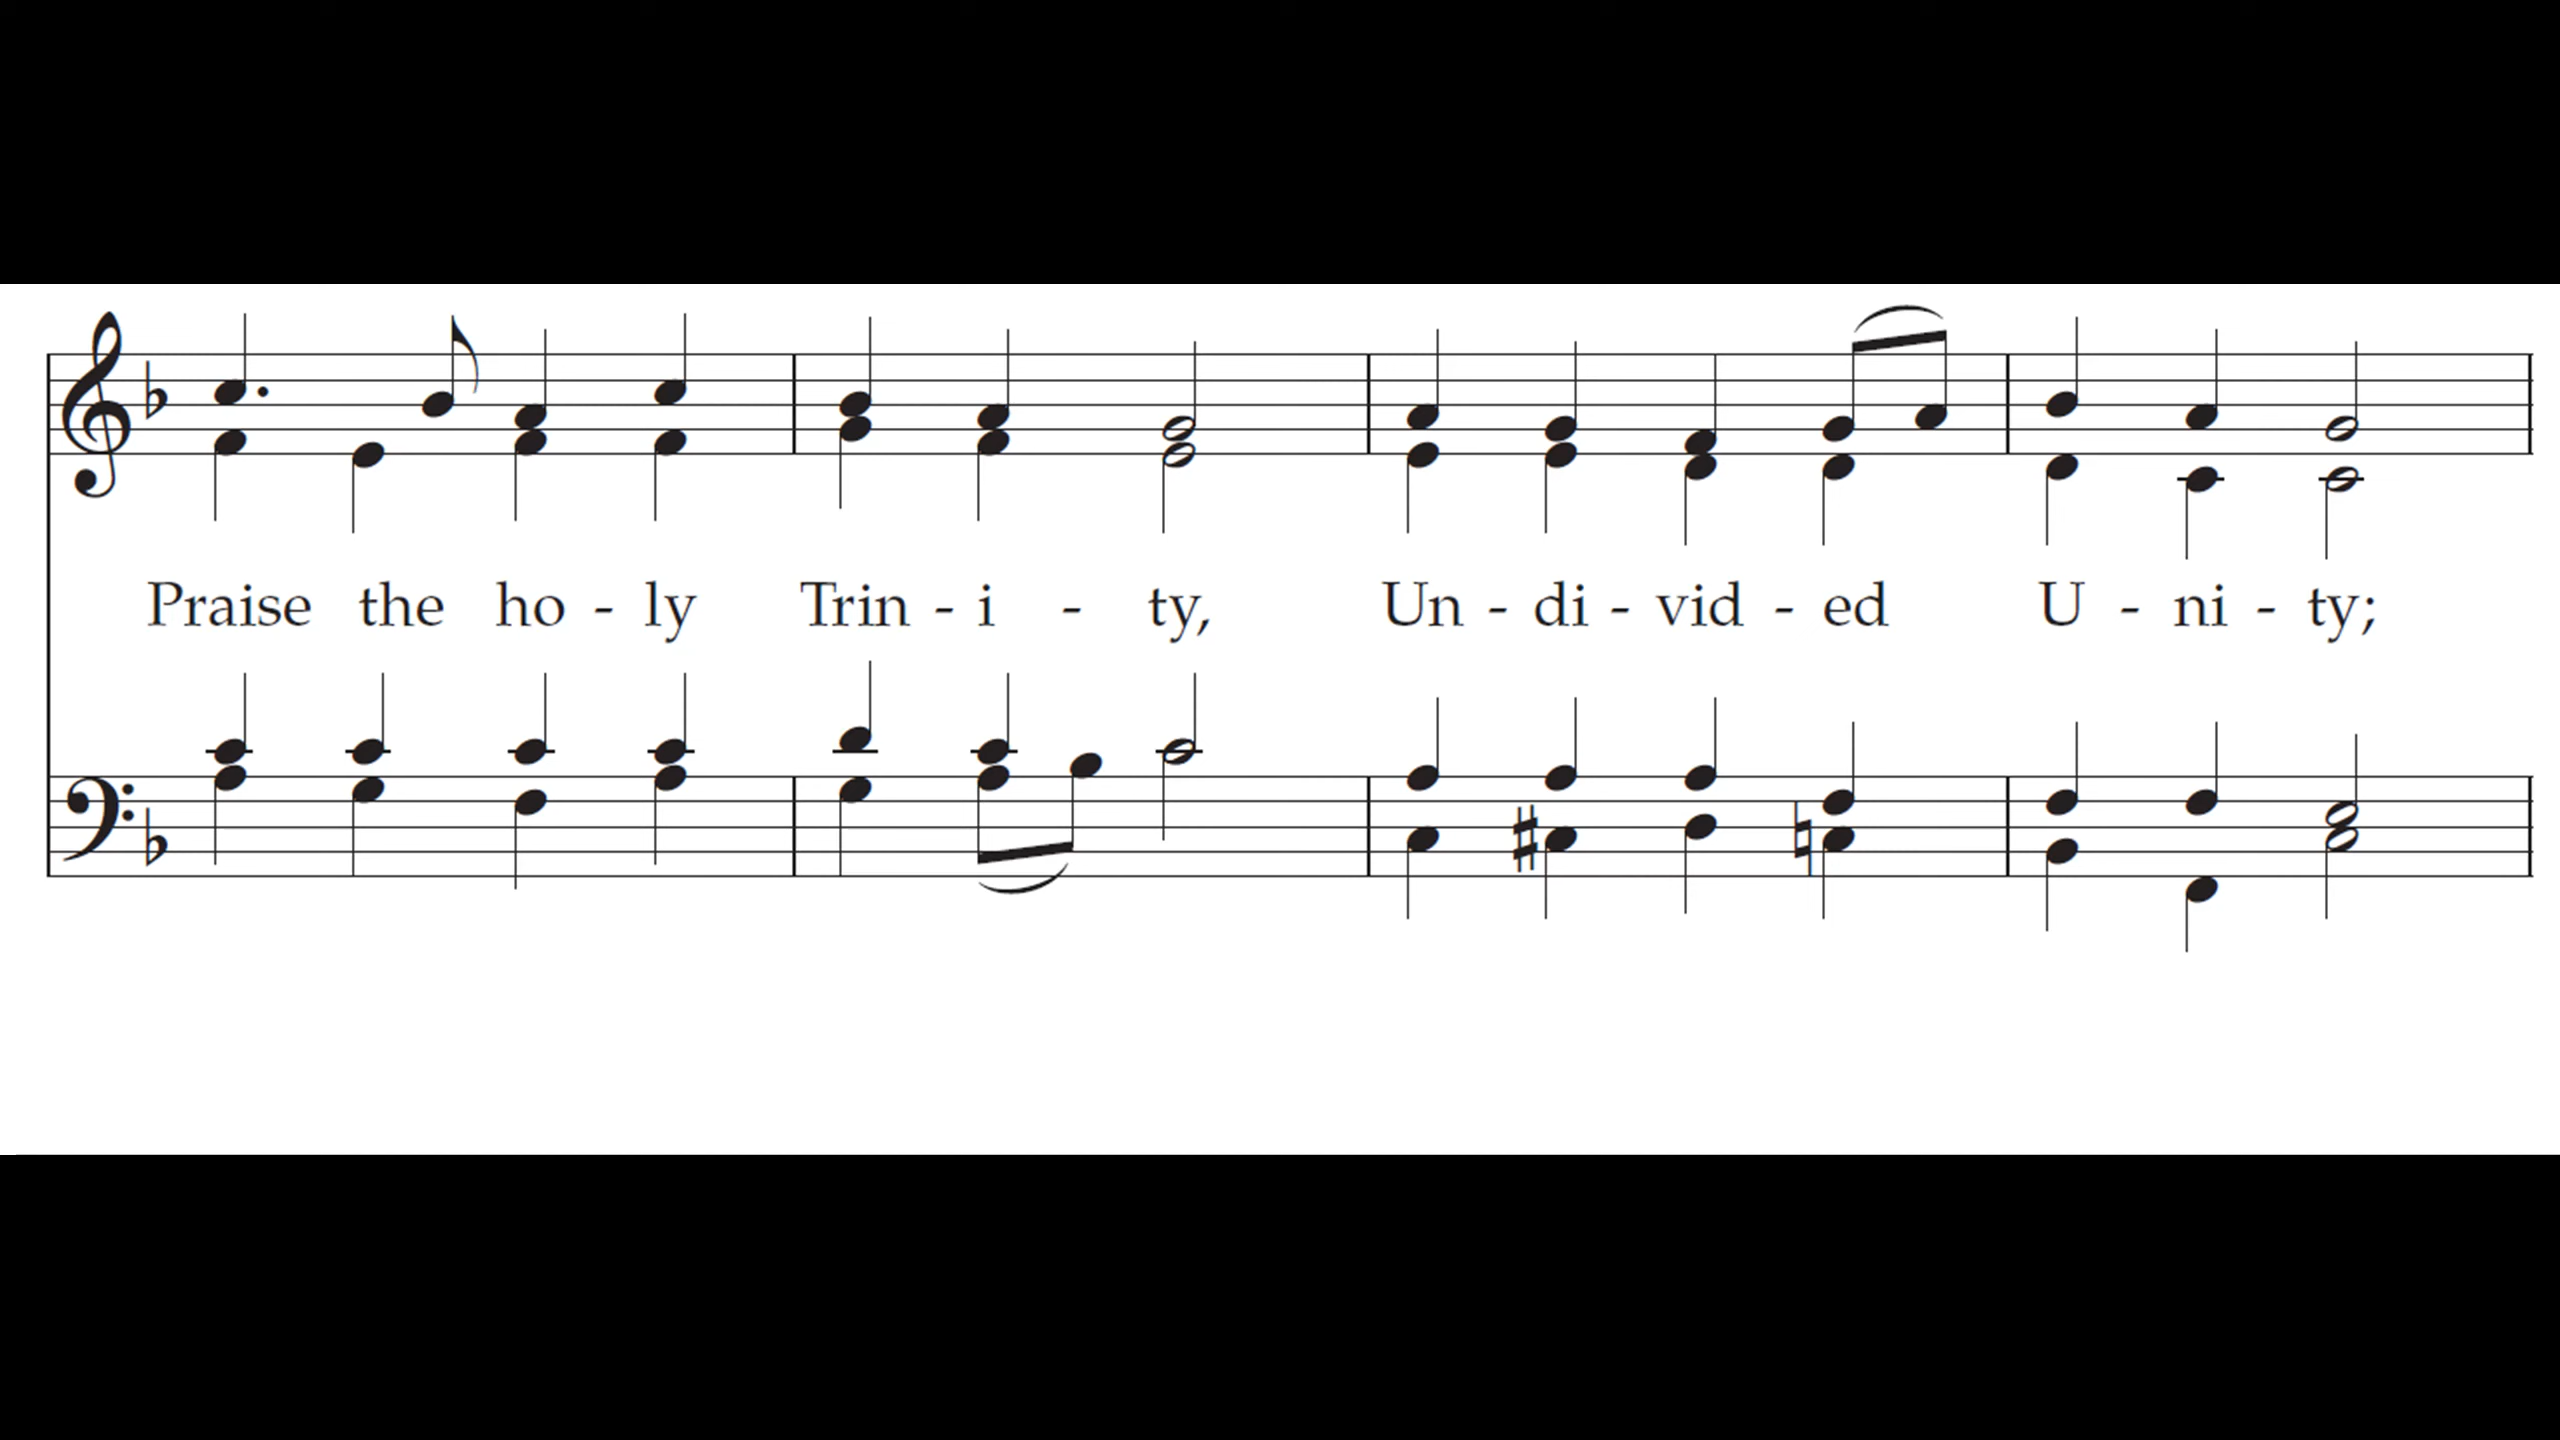 Praise the ho - ly Trin - i - ty, Un - di - vid - ed U - ni - ty;